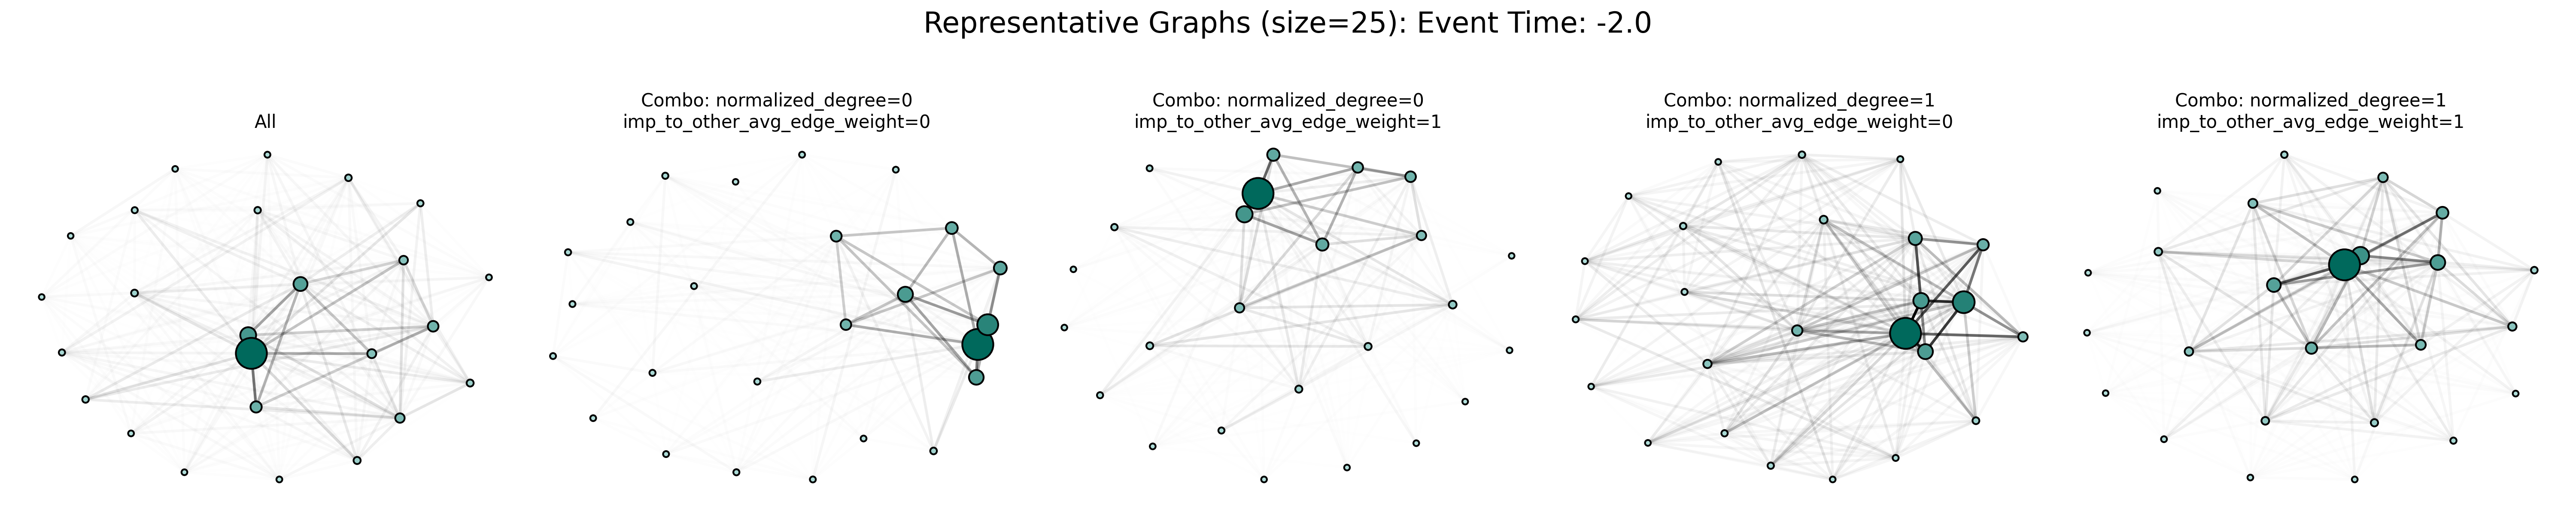 Representative Graphs (size=25): Event Time: -2.0
All
Combo: normalized_degree=0
imp_to_other_avg_edge_weight=0
Combo: normalized_degree=0
imp_to_other_avg_edge_weight=1
Combo: normalized_degree=1
imp_to_other_avg_edge_weight=0
Combo: normalized_degree=1
imp_to_other_avg_edge_weight=1